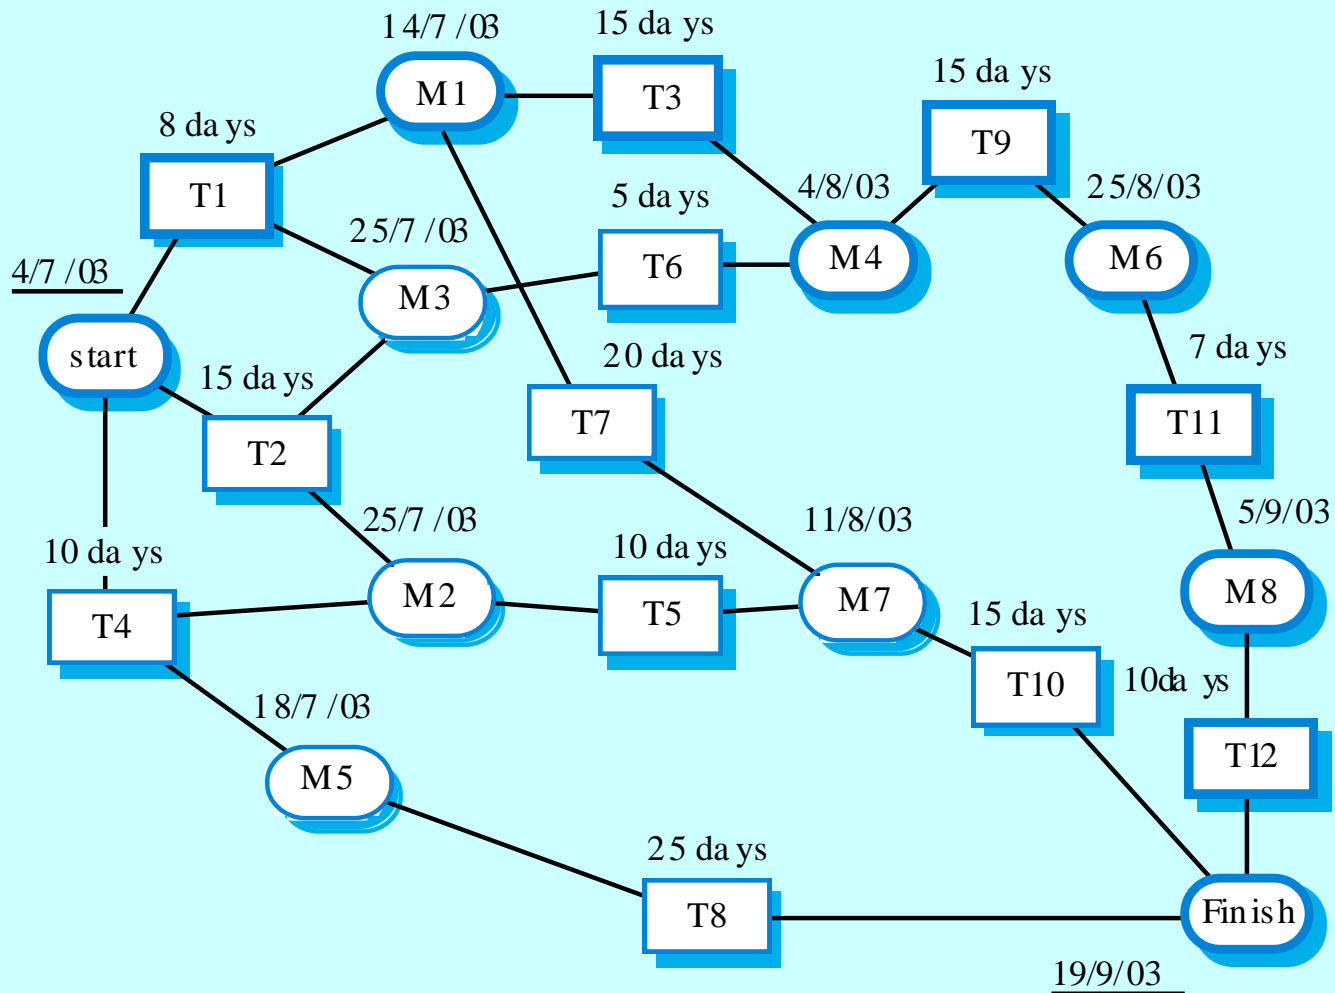 14/7/03
15 days
M1
T3
15 days
8 days
T9
T1
5 days
4/8/03
25/8/03
25/7/03
4/7/03
T6
M4
M6
M3
start
15 days
20 days
7 days
T2
T7
T11
25/7/03
11/8/03
5/9/03
10 days
10 days
M2
M7
M8
T4
T5
15 days
18/7/03
T10
10days
M5
T12
25 days
T8
Finish
19/9/03